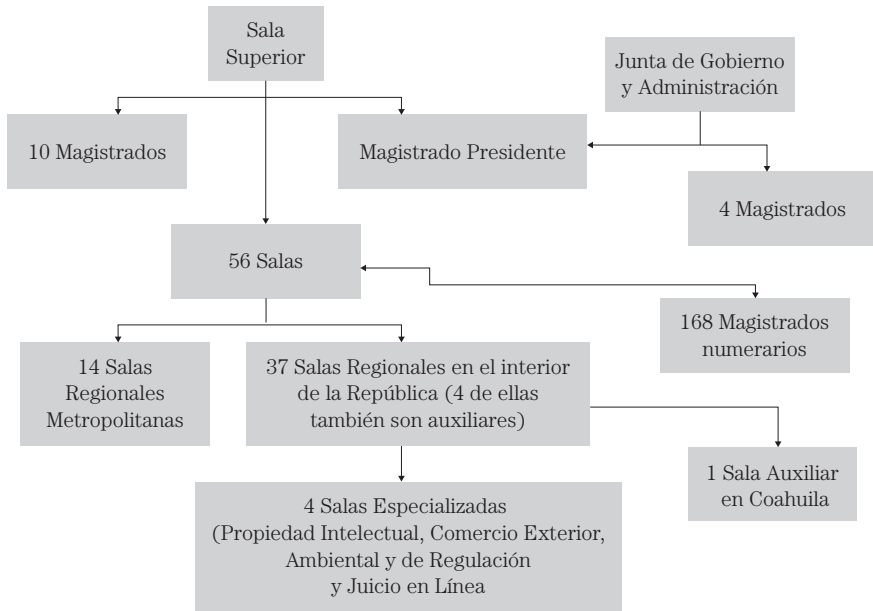 Sala
Superior
Junta de Gobierno
y Administración
10 Magistrados
Magistrado Presidente
4 Magistrados
56 Salas
168 Magistrados
numerarios
14 Salas
Regionales
Metropolitanas
37 Salas Regionales en el interior
de la República (4 de ellas
también son auxiliares)
1 Sala Auxiliar
en Coahuila
4 Salas Especializadas
(Propiedad Intelectual, Comercio Exterior,
Ambiental y de Regulación
y Juicio en Línea